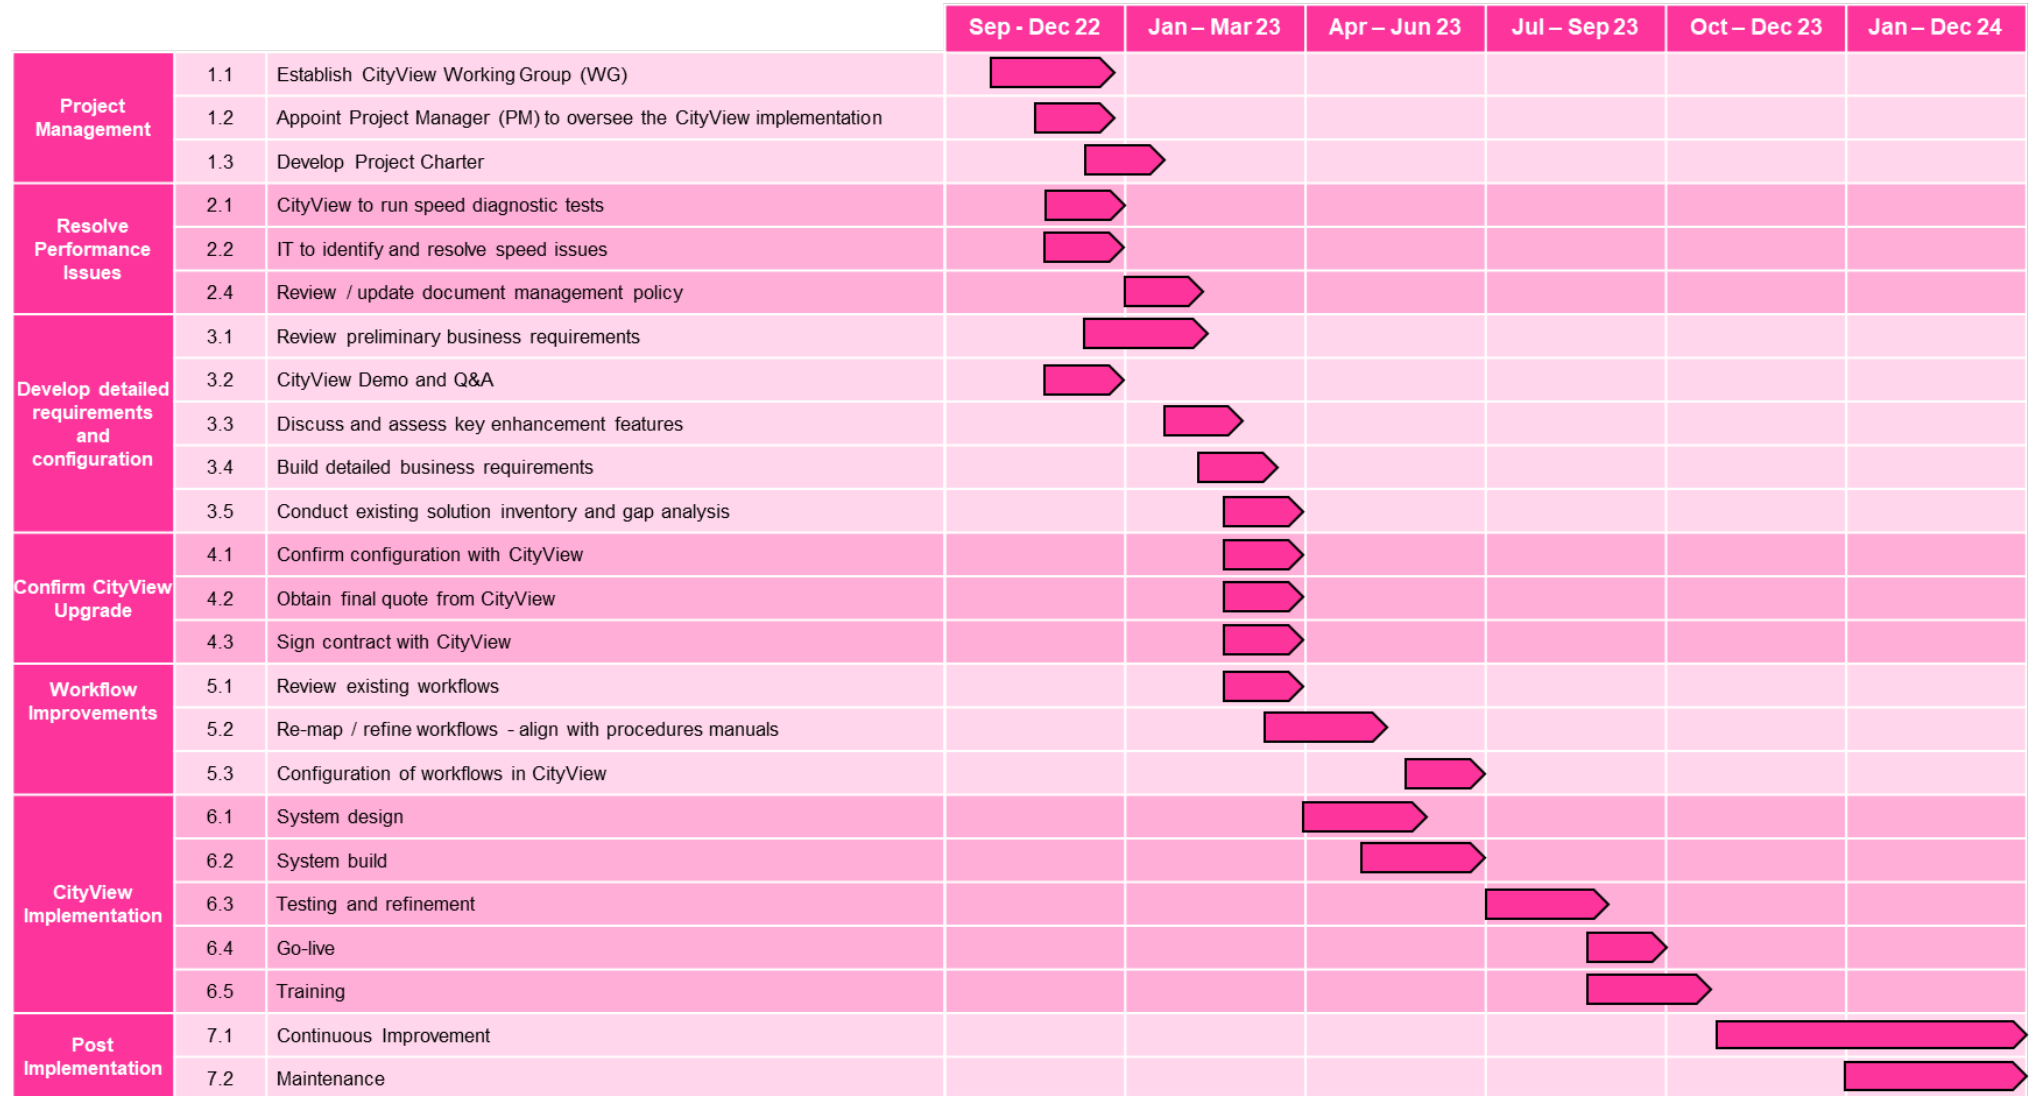 Sep - Dec 22 Jan – Mar 23 Apr – Jun 23 Jul – Sep 23 Oct – Dec 23 Jan – Dec 24
Project
Management
1.1 Establish CityView Working Group (WG)
1.2 Appoint Project Manager (PM) to oversee the CityView implementation
1.3 Develop Project Charter
Resolve
Performance
Issues
2.1 CityView to run speed diagnostic tests
2.2 IT to identify and resolve speed issues
2.4 Review / update document management policy
Develop detailed
requirements
and
configuration
3.1 Review preliminary business requirements
3.2 CityView Demo and Q&A
3.3 Discuss and assess key enhancement features
3.4 Build detailed business requirements
3.5 Conduct existing solution inventory and gap analysis
Confirm CityView
Upgrade
4.1 Confirm configuration with CityView
4.2 Obtain final quote from CityView
4.3 Sign contract with CityView
Workflow
Improvements
5.1 Review existing workflows
5.2 Re-map / refine workflows - align with procedures manuals
5.3 Configuration of workflows in CityView
CityView
Implementation
6.1 System design
6.2 System build
6.3 Testing and refinement
6.4 Go-live
6.5 Training
Post
Implementation
7.1 Continuous Improvement
7.2 Maintenance